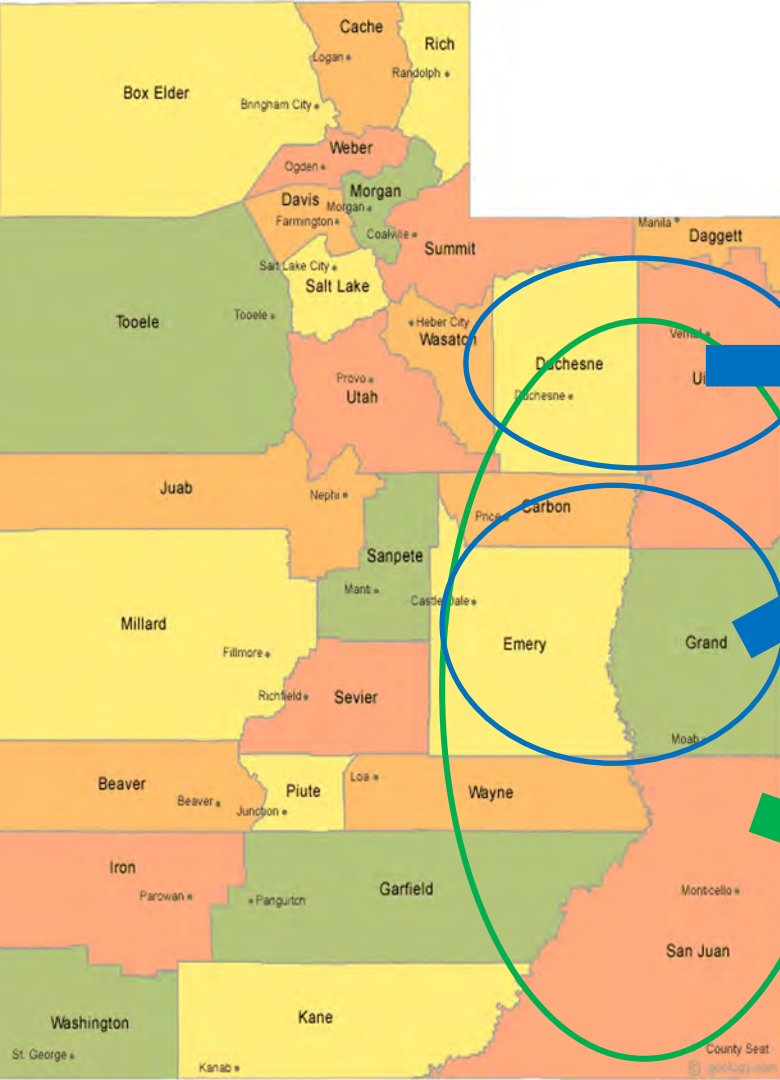 Cache
Rich
Logan
Randolph
Box Elder
Brigham City
Weber
Ogden
Morgan
Davis
Morgan
Farmington
Manila
Coalville
Daggett
Summit
Salt Lake City
Salt Lake
Tooele
Tooele
Heber City
Wasatch
Vernal
Duchesne
Ui
Provo
Utah
Duchesne
Juab
Nephi
Carbon
Price
Sanpete
Manti
Castle Dale
Millard
Emery
Grand
Fillmore
Richfield
Sevier
Moab
Beaver
Loa
Piute
Wayne
Beaver
Junction
Iron
Garfield
Parowan
Panguitch
Monticello
San Juan
Kane
Washington
St. George
County Seat
Kanab
© geology.com